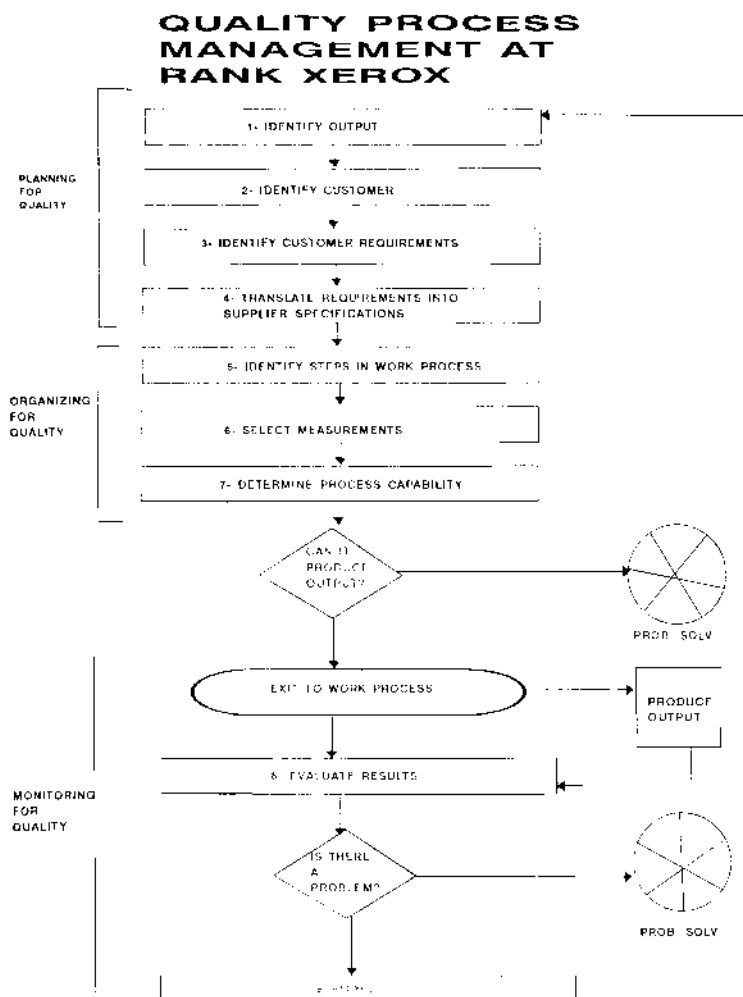 QUALITY PROCESS
MANAGEMENT AT
RANK XEROX
PLANNING
FOR
QUALITY
1- IDENTIFY OUTPUT
2- IDENTIFY CUSTOMER
3- IDENTIFY CUSTOMER REQUIREMENTS
4- TRANSLATE REQUIREMENTS INTO
SUPPLIER SPECIFICATIONS
ORGANIZING
FOR
QUALITY
5- IDENTIFY STEPS IN WORK PROCESS
6- SELECT MEASUREMENTS
7- DETERMINE PROCESS CAPABILITY
CAN IT
PRODUCE
OUTPUT?
PROB SOLV
EXIT TO WORK PROCESS
PRODUCE
OUTPUT
MONITORING
FOR
QUALITY
8- EVALUATE RESULTS
IS THERE
A
PROBLEM?
PROB SOLV